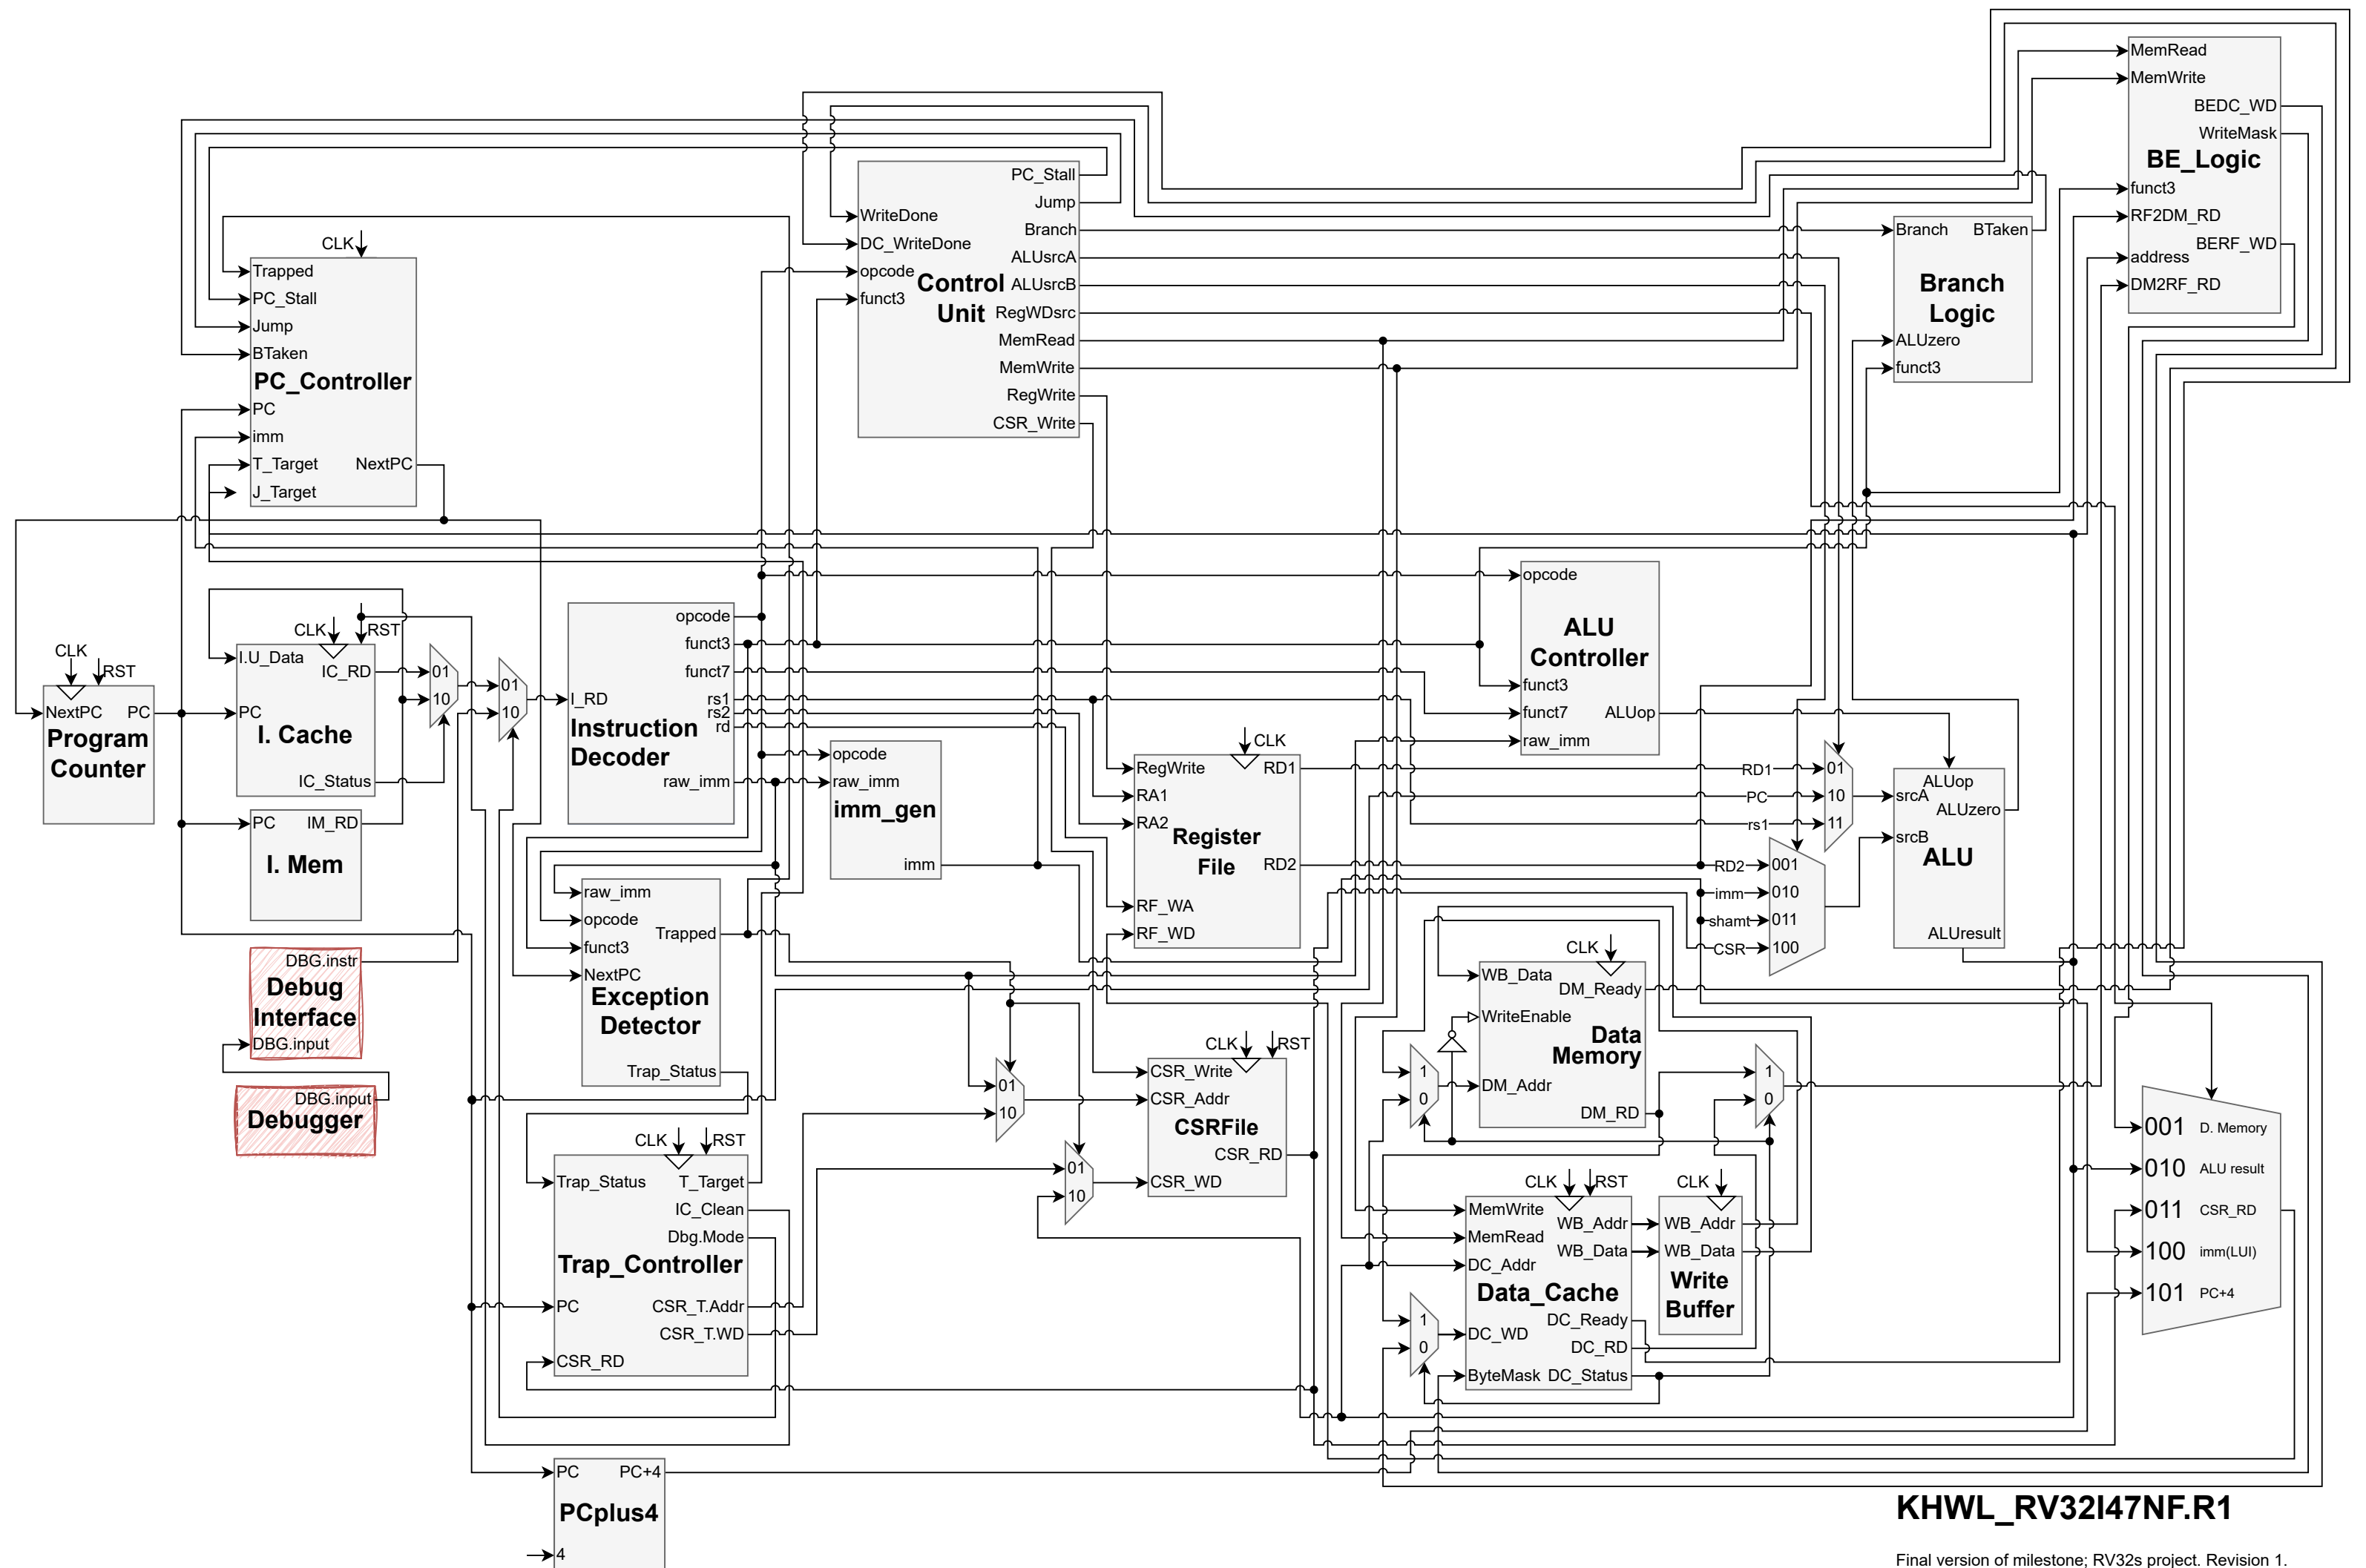 MemRead
MemWrite
BEDC_WD
WriteMask
BE_Logic
funct3
RF2DM_RD
BERF_WD
address
DM2RF_RD
PC_Stall
Jump
WriteDone
Branch
DC_WriteDone
ALUsrcA
opcode
Control
Unit
ALUsrcB
funct3
RegWDsrc
MemRead
MemWrite
RegWrite
CSR_Write
Branch
BTaken
Branch
Logic
ALUzero
funct3
CLK
Trapped
PC_Stall
Jump
BTaken
PC_Controller
PC
imm
T_Target
NextPC
J_Target
CLK
RST
NextPC
PC
Program
Counter
CLK
RST
I.U_Data
IC_RD
PC
I. Cache
IC_Status
01
10
01
10
PC
IM_RD
I. Mem
opcode
funct3
funct7
I_RD
rs1
rs2
rd
Instruction
Decoder
raw_imm
opcode
raw_imm
imm_gen
imm
opcode
ALU
Controller
funct3
funct7
ALUop
raw_imm
CLK
RegWrite
RD1
RA1
RA2
Register
File
RD2
RF_WA
RF_WD
RD1
01
PC
10
rs1
11
RD2
001
imm
010
shamt
011
CSR
100
ALUop
srcA
ALUzero
srcB
ALU
ALUresult
raw_imm
opcode
Trapped
funct3
NextPC
Exception
Detector
Trap_Status
DBG.instr
Debug
Interface
DBG.input
DBG.input
Debugger
CLK
RST
Trap_Status
T_Target
IC_Clean
Dbg.Mode
Trap_Controller
PC
CSR_T.Addr
CSR_T.WD
CSR_RD
01
10
01
10
CLK
RST
CSR_Write
CSR_Addr
CSRFile
CSR_RD
CSR_WD
CLK
WB_Data
DM_Ready
WriteEnable
Data
Memory
DM_Addr
DM_RD
1
0
1
0
CLK
RST
MemWrite
WB_Addr
MemRead
WB_Data
DC_Addr
Data_Cache
DC_Ready
DC_WD
DC_RD
ByteMask
DC_Status
1
0
CLK
WB_Addr
WB_Data
Write
Buffer
001 D. Memory
010 ALU result
011 CSR_RD
100 imm(LUI)
101 PC+4
PC
PC+4
PCplus4
4
KHWL_RV32I47NF.R1
Final version of milestone; RV32s project. Revision 1.